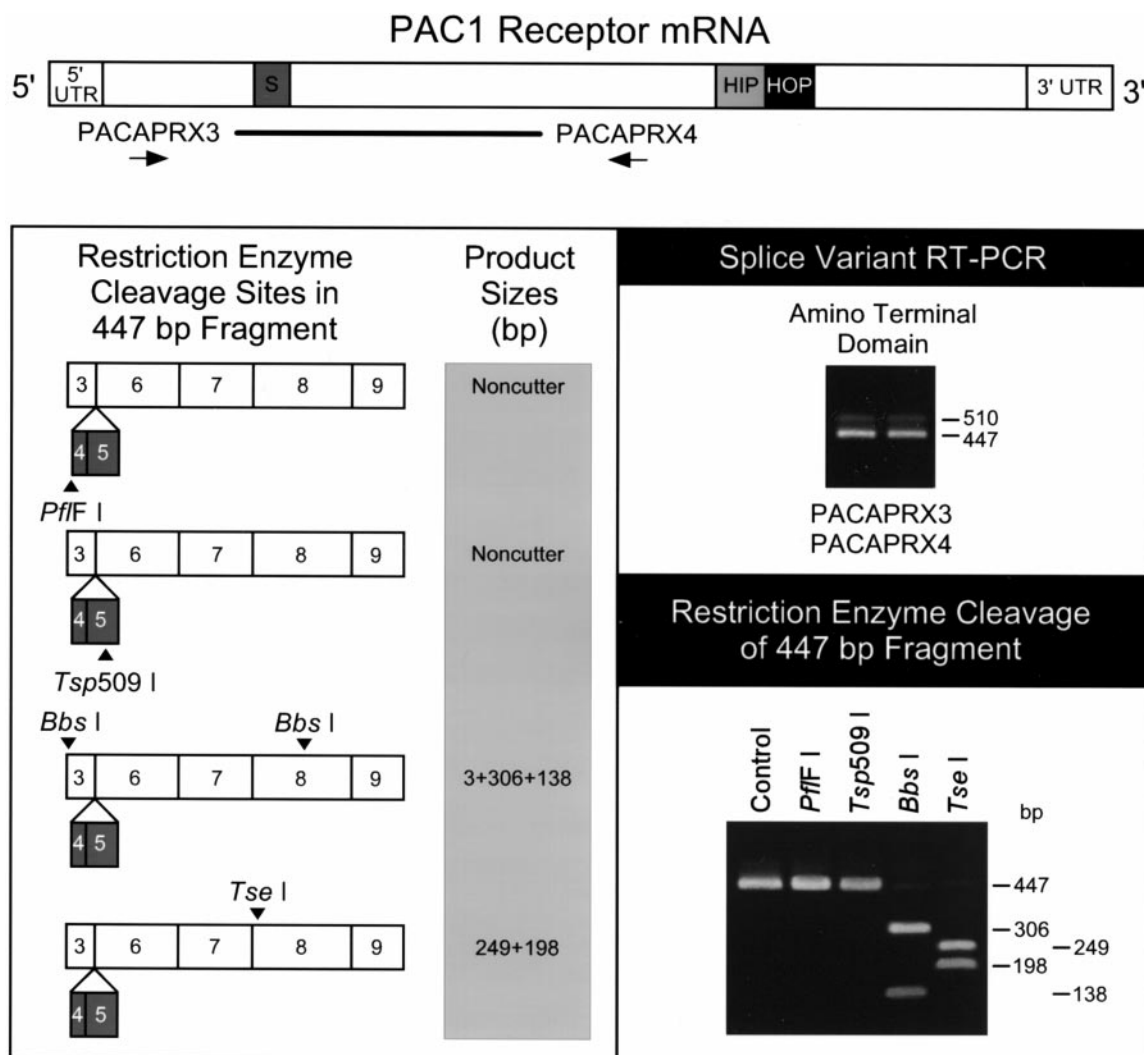 PAC1 Receptor mRNA
5'
5'
UTR
S
HIP
HOP
3' UTR
3'
PACAPRX3
PACAPRX4
Restriction Enzyme
Cleavage Sites in
447 bp Fragment
Product
Sizes
(bp)
3 6 7 8 9
Noncutter
4 5
PflF I
3 6 7 8 9
Noncutter
4 5
Tsp509 I
Bbs I Bbs I
3 6 7 8 9
3+306+138
4 5
Tse I
3 6 7 8 9
249+198
4 5
Splice Variant RT-PCR
Amino Terminal
Domain
510
447
PACAPRX3
PACAPRX4
Restriction Enzyme Cleavage
of 447 bp Fragment
Control
PflF I
Tsp509 I
Bbs I
Tse I
bp
447
306
249
198
138